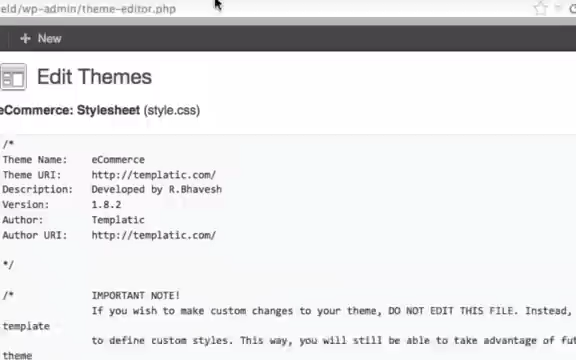 eld/wp-admin/theme-editor.php
+ New
Edit Themes
eCommerce: Stylesheet (style.css)
/*
Theme Name: eCommerce
Theme URI: http://templatic.com/
Description: Developed by R.Bhavesh
Version: 1.8.2
Author: Templatic
Author URI: http://templatic.com/
*/
/* IMPORTANT NOTE!
If you wish to make custom changes to your theme, DO NOT EDIT THIS FILE. Instead,
template
to define custom styles. This way, you will still be able to take advantage of fut
theme